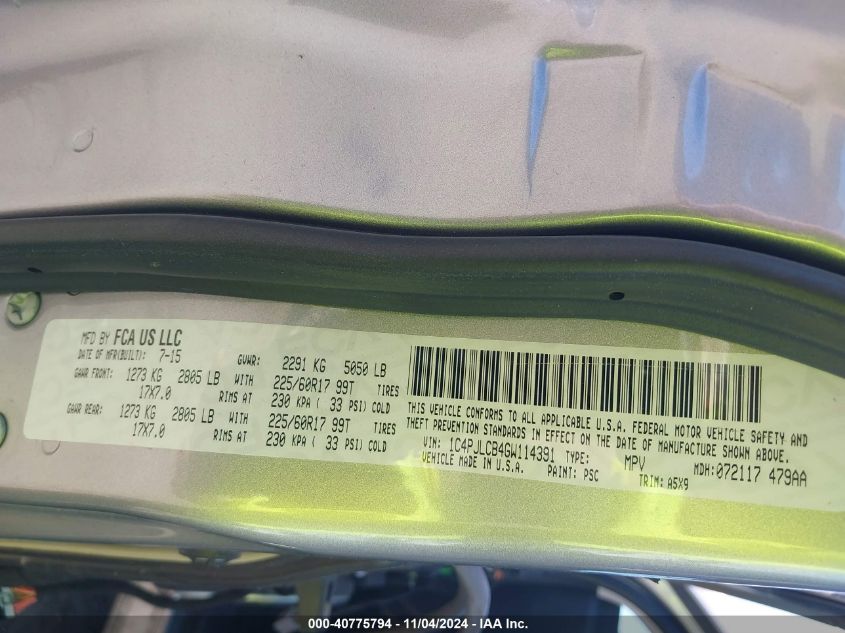 MFD BY FCA US LLC
DATE OF MFR(BUILT): 7-15 GVWR: 2291 KG 5050 LB
GAWR FRONT: 1273 KG 2805 LB WITH 225/60R17 99T TIRES
17X7.0 RIMS AT 230 KPA ( 33 PSI) COLD
GAWR REAR: 1273 KG 2805 LB WITH 225/60R17 99T TIRES
17X7.0 RIMS AT 230 KPA ( 33 PSI) COLD
THIS VEHICLE CONFORMS TO ALL APPLICABLE U.S.A. FEDERAL MOTOR VEHICLE SAFETY AND
THEFT PREVENTION STANDARDS IN EFFECT ON THE DATE OF MANUFACTURE SHOWN ABOVE.
VIN: 1C4PJLCB4GW114391 TYPE: MPV MDH:072117 479AA
VEHICLE MADE IN U.S.A. PAINT: PSC TRIM: A5X9
000-40775794 | 11/04/2024 - IAA Inc.